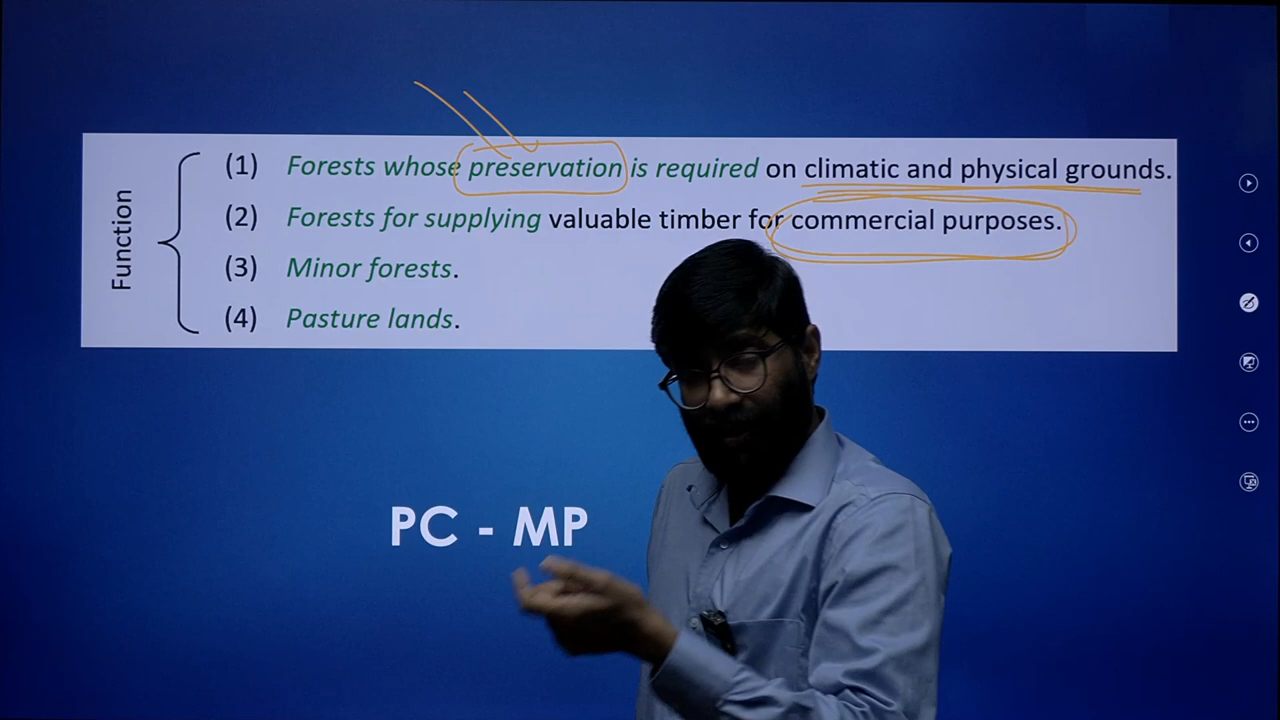 Function
(1) Forests whose preservation is required on climatic and physical grounds.
(2) Forests for supplying valuable timber for commercial purposes.
(3) Minor forests.
(4) Pasture lands.
PC - MP